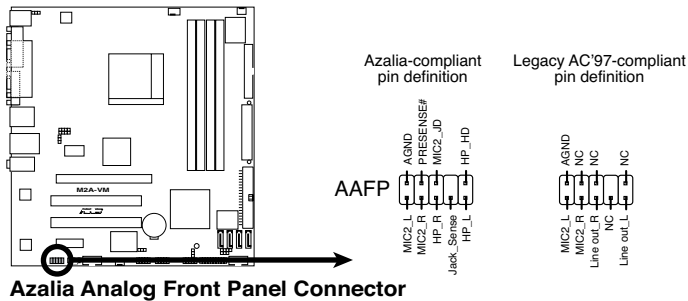 Azalia-compliant
pin definition
Legacy AC'97-compliant
pin definition
AGND
PRESENSE#
MIC2_JD
HP_HD
AGND
NC
NC
NC
AAFP
MIC2_L
MIC2_R
HP_R
Jack_Sense
HP_L
MIC2_L
MIC2_R
Line out_R
NC
Line out_L
M2A-VM
ASUS
Azalia Analog Front Panel Connector